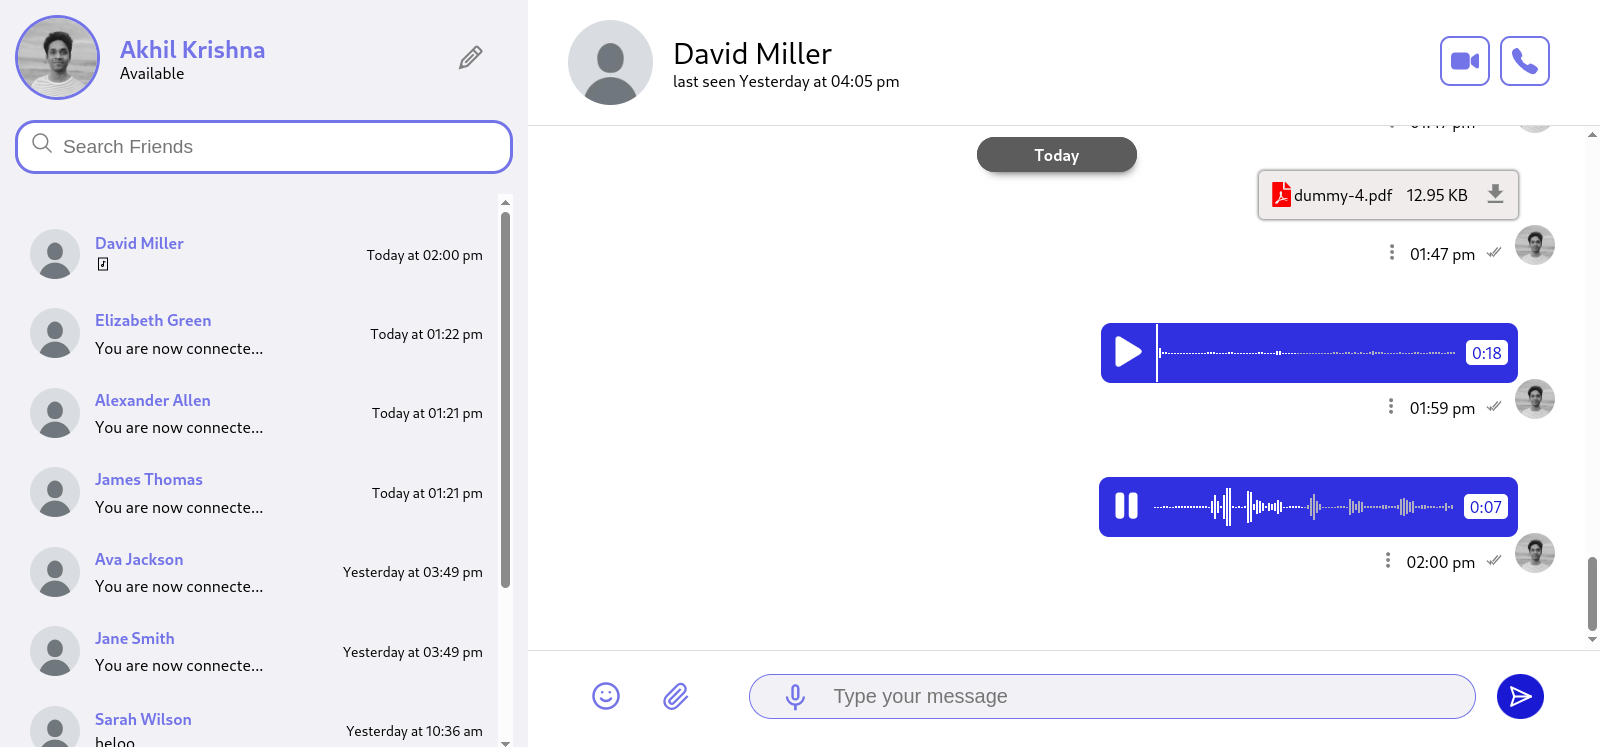 Akhil Krishna
Available
Search Friends
David Miller
Today at 02:00 pm
Elizabeth Green
You are now connecte...
Today at 01:22 pm
Alexander Allen
You are now connecte...
Today at 01:21 pm
James Thomas
You are now connecte...
Today at 01:21 pm
Ava Jackson
You are now connecte...
Yesterday at 03:49 pm
Jane Smith
You are now connecte...
Yesterday at 03:49 pm
Sarah Wilson
heloo
Yesterday at 10:36 am
David Miller
last seen Yesterday at 04:05 pm
01:47 pm
Today
dummy-4.pdf 12.95 KB
01:47 pm
0:18
01:59 pm
0:07
02:00 pm
Type your message